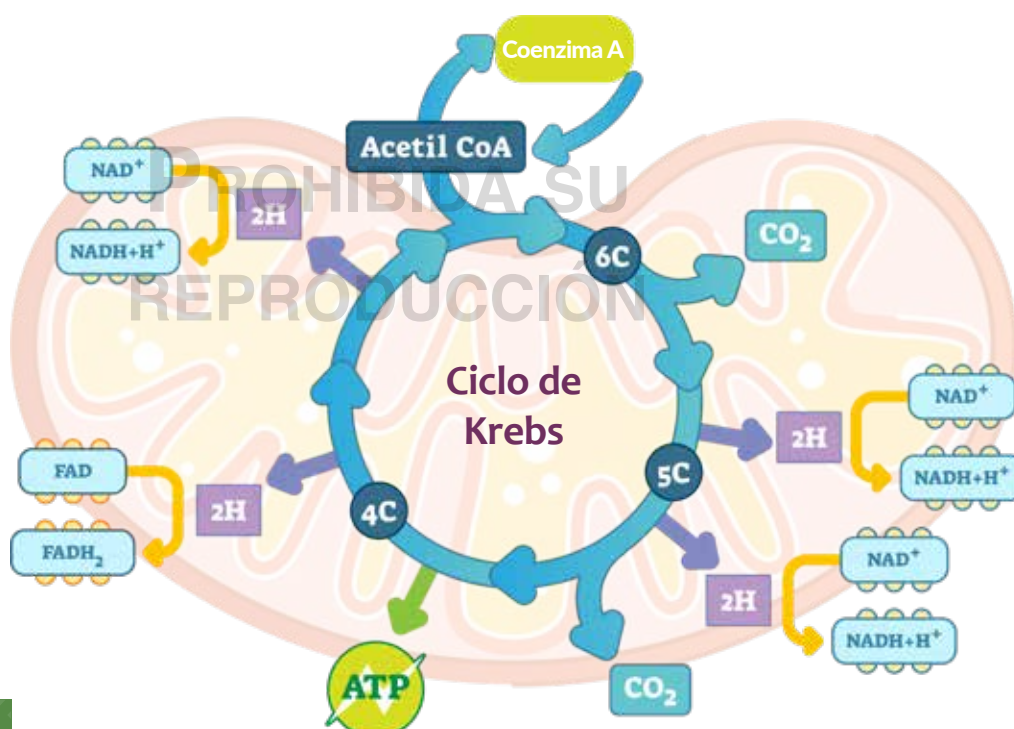 Coenzima A
Acetil CoA
PROHIBIDA SU
REPRODUCCIÓN
NAD⁺
2H
NADH+H⁺
6C
CO₂
Ciclo de
Krebs
NAD⁺
2H
NADH+H⁺
5C
FAD
2H
FADH₂
4C
NAD⁺
2H
NADH+H⁺
ATP
CO₂